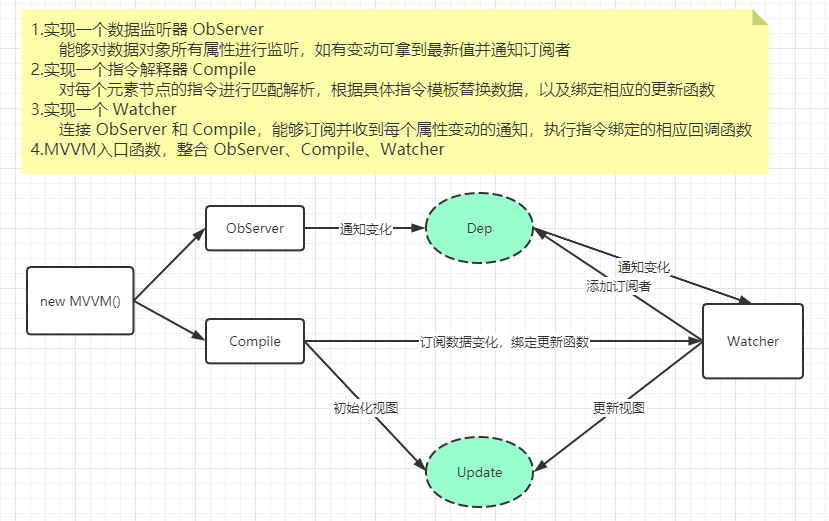 1.实现一个数据监听器 ObServer
能够对数据对象所有属性进行监听，如有变动可拿到最新值并通知订阅者
2.实现一个指令解释器 Compile
对每个元素节点的指令进行匹配解析，根据具体指令模板替换数据，以及绑定相应的更新函数
3.实现一个 Watcher
连接 ObServer 和 Compile，能够订阅并收到每个属性变动的通知，执行指令绑定的相应回调函数
4.MVVM入口函数，整合 ObServer、Compile、Watcher
ObServer
通知变化
Dep
通知变化
添加订阅者
new MVVM()
Compile
订阅数据变化，绑定更新函数
Watcher
初始化视图
更新视图
Update